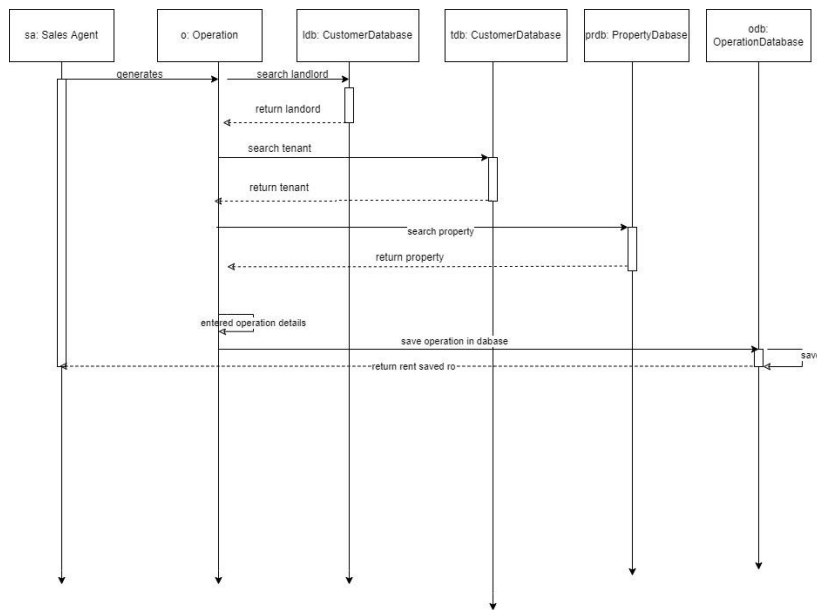 sa: Sales Agent
o: Operation
ldb: CustomerDatabase
tdb: CustomerDatabase
prdb: PropertyDabase
odb:
OperationDatabase
generates
search landlord
return landord
search tenant
return tenant
search property
return property
entered operation details
save operation in dabase
save
return rent saved ro